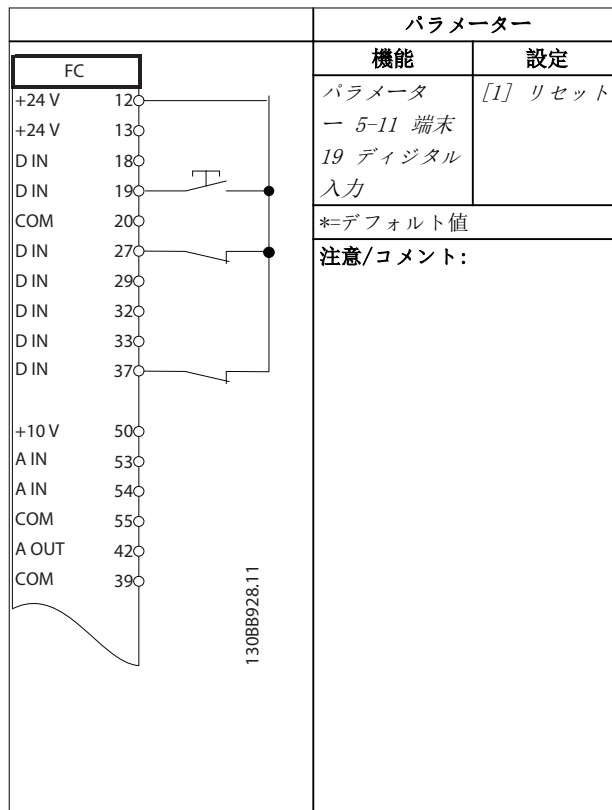 FC
+24 V 12
+24 V 13
D IN 18
D IN 19
COM 20
D IN 27
D IN 29
D IN 32
D IN 33
D IN 37
+10 V 50
A IN 53
A IN 54
COM 55
A OUT 42
COM 39
130BB928.11
パラメーター
機能 設定
パラメータ [1] リセット
ー 5-11 端末
19 ディジタル
入力
*=デフォルト値
注意/コメント: